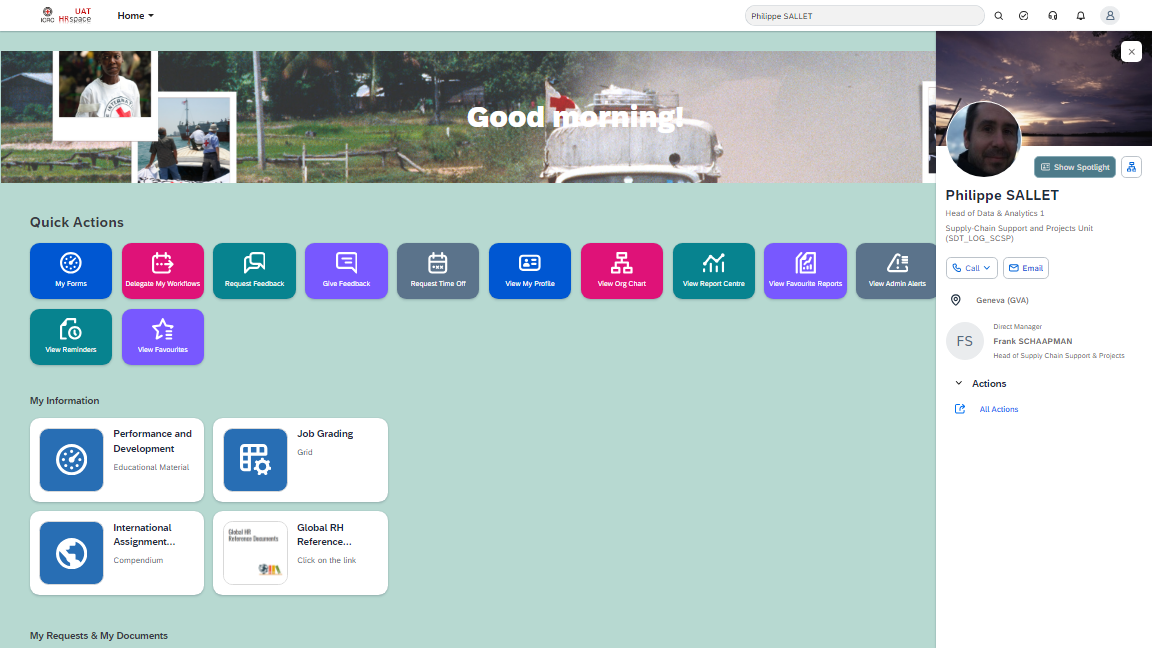 ICRC
UAT
HRspace
Home
Philippe SALLET
Good morning!
Show Spotlight
Philippe SALLET
Head of Data & Analytics 1
Supply-Chain Support and Projects Unit
(SDT_LOG_SCSP)
Call
Email
Geneva (GVA)
Direct Manager
FS
Frank SCHAAPMAN
Head of Supply Chain Support & Projects
Actions
All Actions
Quick Actions
My Forms
Delegate My Workflows
Request Feedback
Give Feedback
Request Time Off
View My Profile
View Org Chart
View Report Centre
View Favourite Reports
View Admin Alerts
View Reminders
View Favourites
My Information
Performance and
Development
Educational Material
Job Grading
Grid
International
Assignment...
Compendium
Global HR
Reference Documents
Global RH
Reference...
Click on the link
My Requests & My Documents